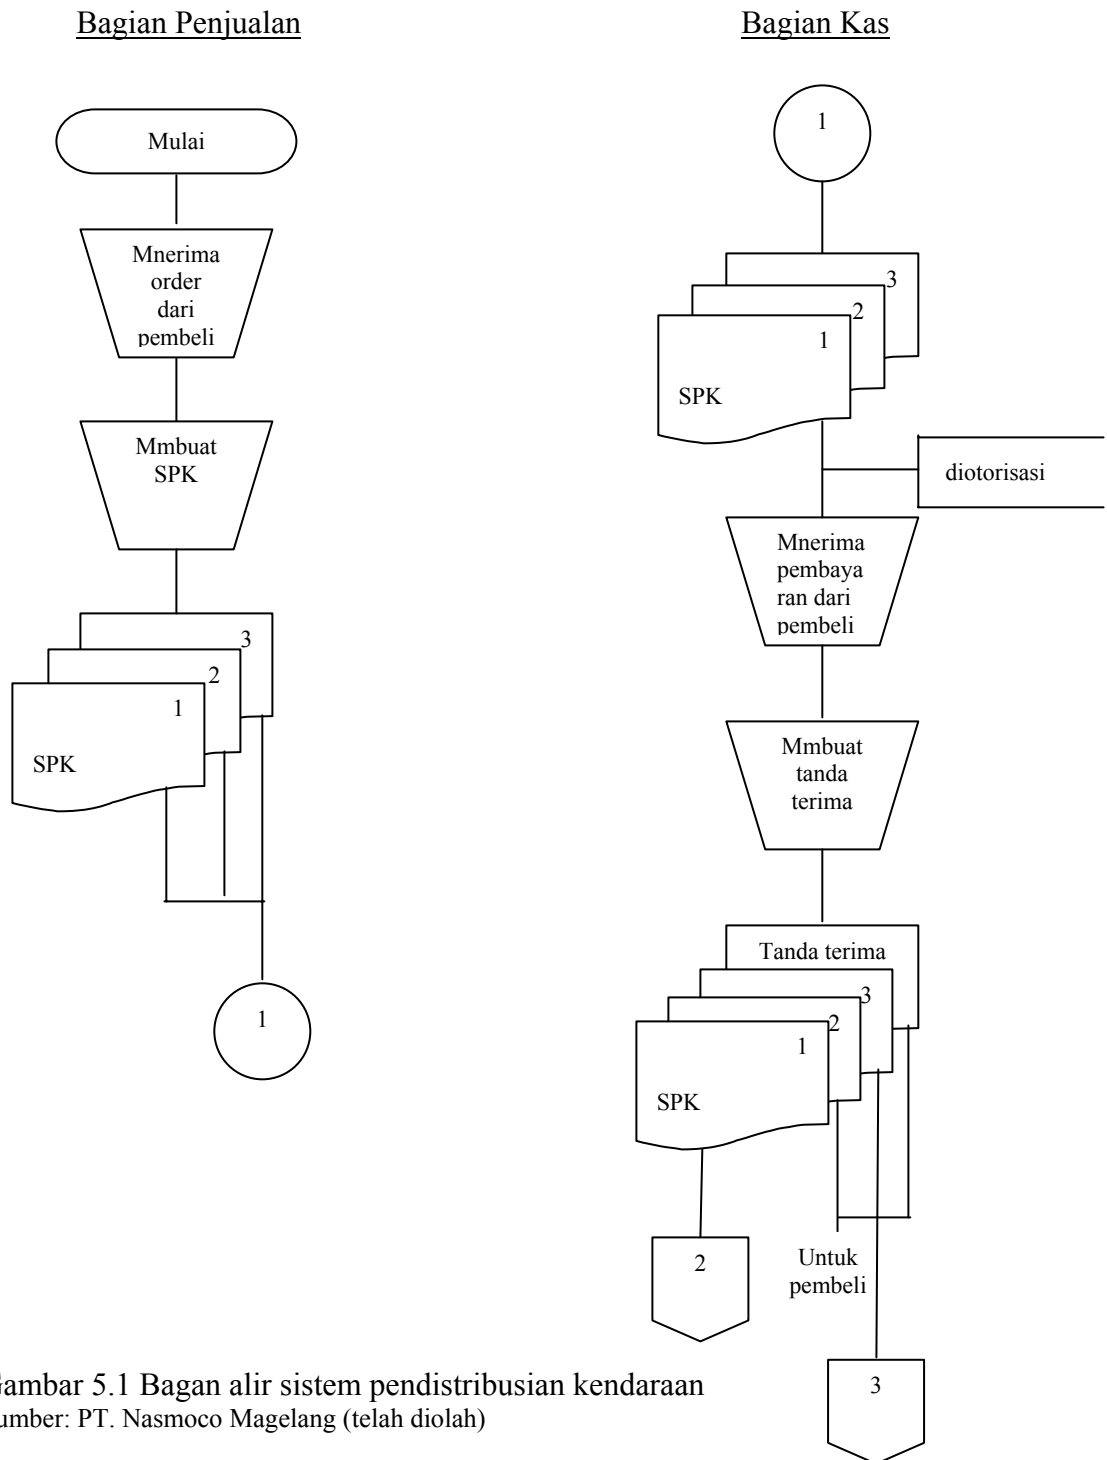 Bagian Penjualan
Mulai
Mnerima
order
dari
pembeli
Mmbuat
SPK
3
2
1
SPK
1
Bagian Kas
1
3
2
1
SPK
diotorisasi
Mnerima
pembaya
ran dari
pembeli
Mmbuat
tanda
terima
Tanda terima
3
2
1
SPK
2
Untuk
pembeli
3
Gambar 5.1 Bagan alir sistem pendistribusian kendaraan
umber: PT. Nasmoco Magelang (telah diolah)